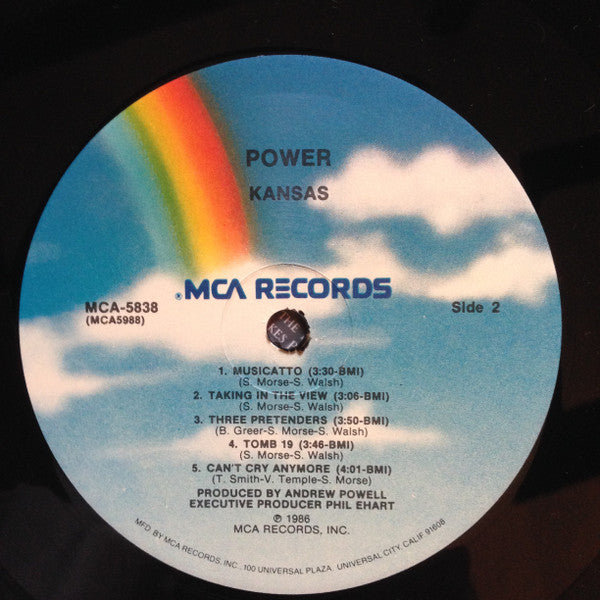 POWER
KANSAS
®MCA RECORDS
MCA-5838
(MCA5988)
Side 2
THE
1. MUSICATTO (3:30-BMI)
(S. Morse-S. Walsh)
2. TAKING IN THE VIEW (3:06-BMI)
(S. Morse-S. Walsh)
3. THREE PRETENDERS (3:50-BMI)
(B. Greer-S. Morse-S. Walsh)
4. TOMB 19 (3:46-BMI)
(S. Morse-S. Walsh)
5. CAN'T CRY ANYMORE (4:01-BMI)
(T. Smith-V. Temple-S. Morse)
PRODUCED BY ANDREW POWELL
EXECUTIVE PRODUCER PHIL EHART
℗ 1986
MCA RECORDS, INC.
MFD. BY MCA RECORDS, INC., 100 UNIVERSAL PLAZA, UNIVERSAL CITY, CALIF 91608